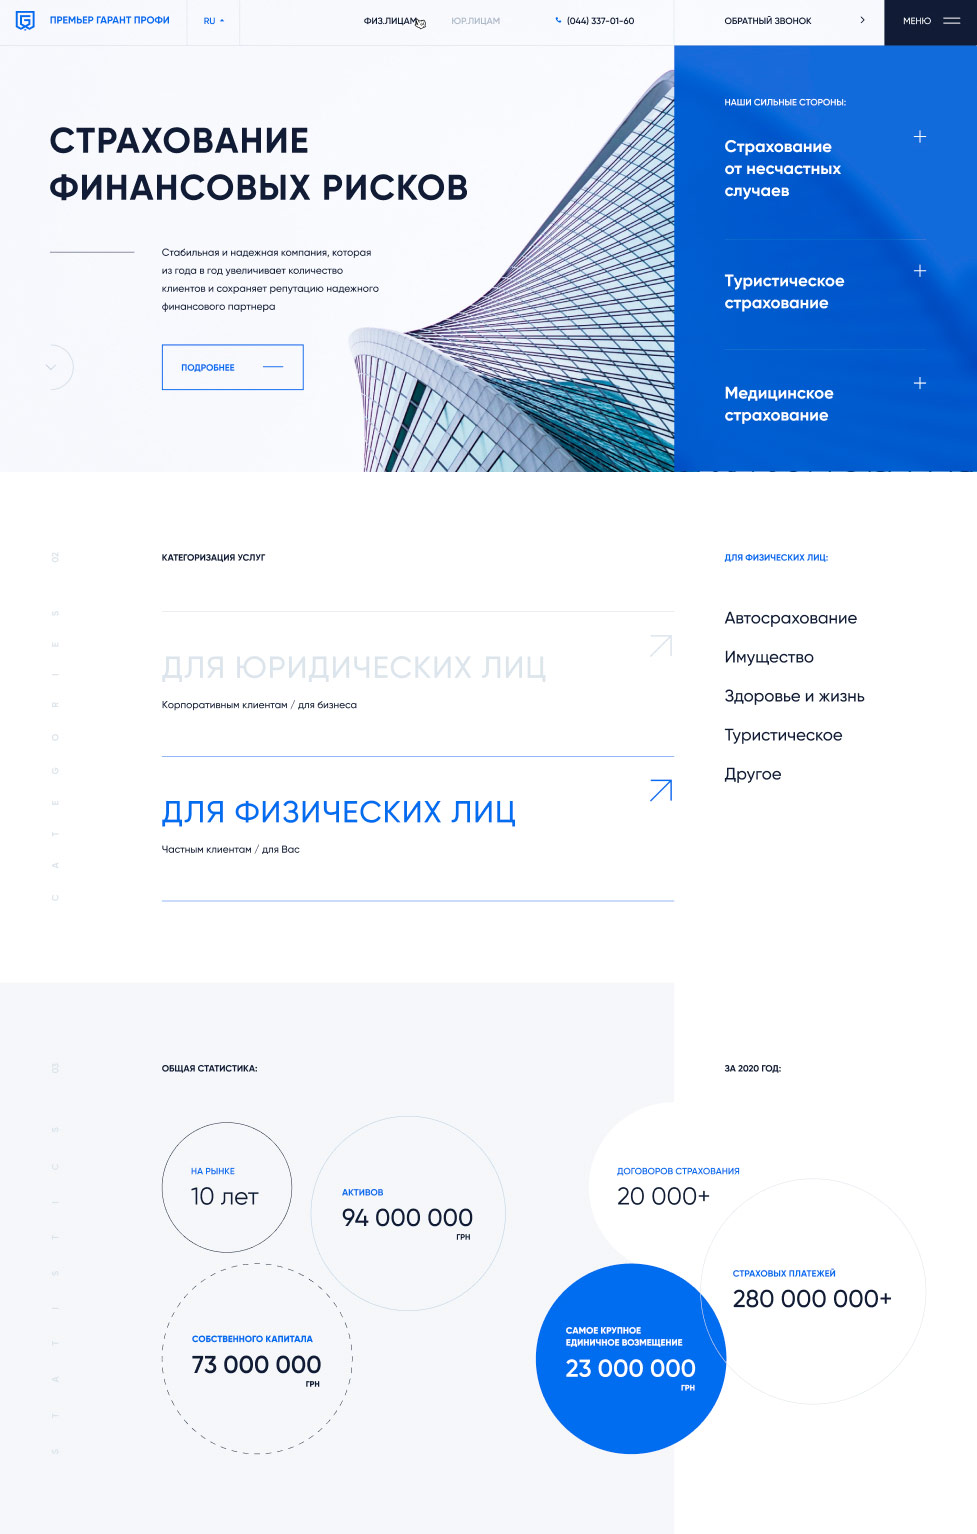 ПРЕМЬЕР ГАРАНТ ПРОФИ
RU
ФИЗ.ЛИЦАМ
ЮР.ЛИЦАМ
(044) 337-01-60
ОБРАТНЫЙ ЗВОНОК
МЕНЮ
СТРАХОВАНИЕ
ФИНАНСОВЫХ РИСКОВ
Стабильная и надежная компания, которая
из года в год увеличивает количество
клиентов и сохраняет репутацию надежного
финансового партнера
ПОДРОБНЕЕ
НАШИ СИЛЬНЫЕ СТОРОНЫ:
Страхование
от несчастных
случаев
Туристическое
страхование
Медицинское
страхование
02
CATEGORIES
КАТЕГОРИЗАЦИЯ УСЛУГ
ДЛЯ ЮРИДИЧЕСКИХ ЛИЦ
Корпоративным клиентам / для бизнеса
ДЛЯ ФИЗИЧЕСКИХ ЛИЦ
Частным клиентам / для Вас
ДЛЯ ФИЗИЧЕСКИХ ЛИЦ:
Автосрахование
Имущество
Здоровье и жизнь
Туристическое
Другое
03
STATISTICS
ОБЩАЯ СТАТИСТИКА:
НА РЫНКЕ
10 лет
АКТИВОВ
94 000 000
ГРН
СОБСТВЕННОГО КАПИТАЛА
73 000 000
ГРН
ЗА 2020 ГОД:
ДОГОВОРОВ СТРАХОВАНИЯ
20 000+
СТРАХОВЫХ ПЛАТЕЖЕЙ
280 000 000+
САМОЕ КРУПНОЕ
ЕДИНИЧНОЕ ВОЗМЕЩЕНИЕ
23 000 000
ГРН